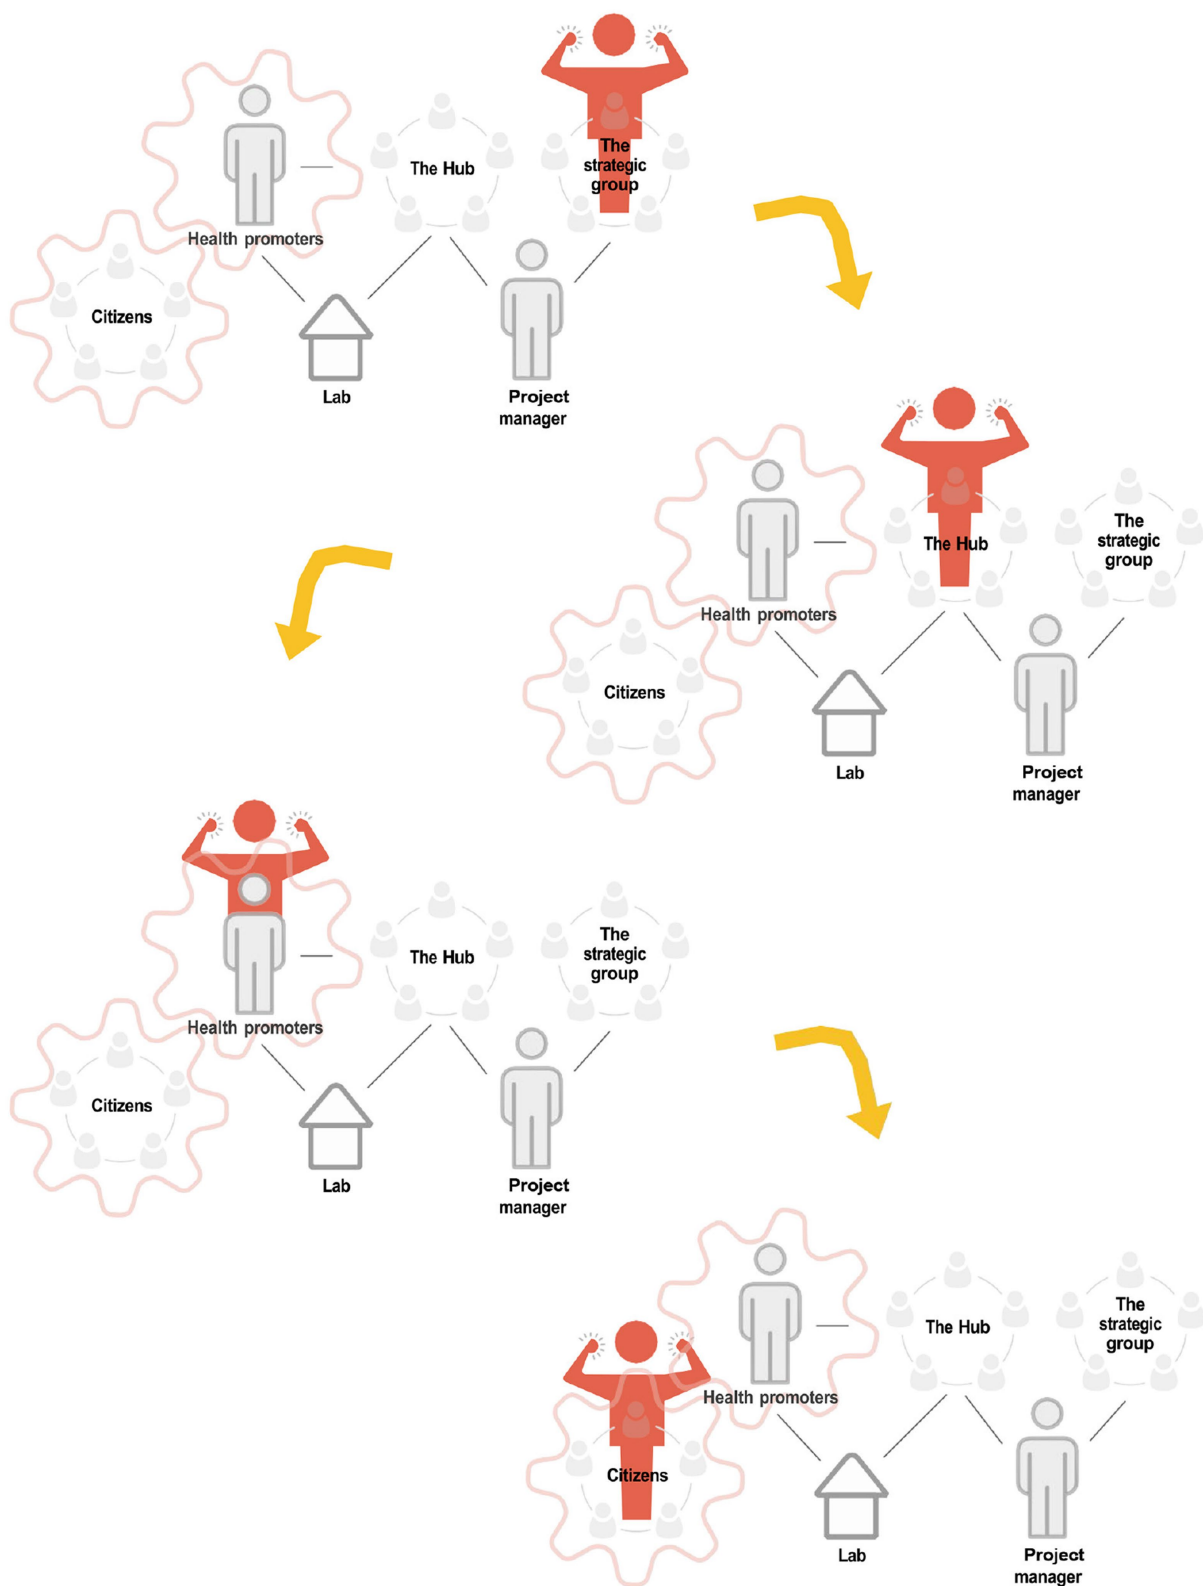 The
strategic
group
The Hub
Health promoters
Citizens
Lab
Project
manager
The
strategic
group
The Hub
Health promoters
Citizens
Lab
Project
manager
The
strategic
group
The Hub
Health promoters
Citizens
Lab
Project
manager
The
strategic
group
The Hub
Health promoters
Citizens
Lab
Project
manager